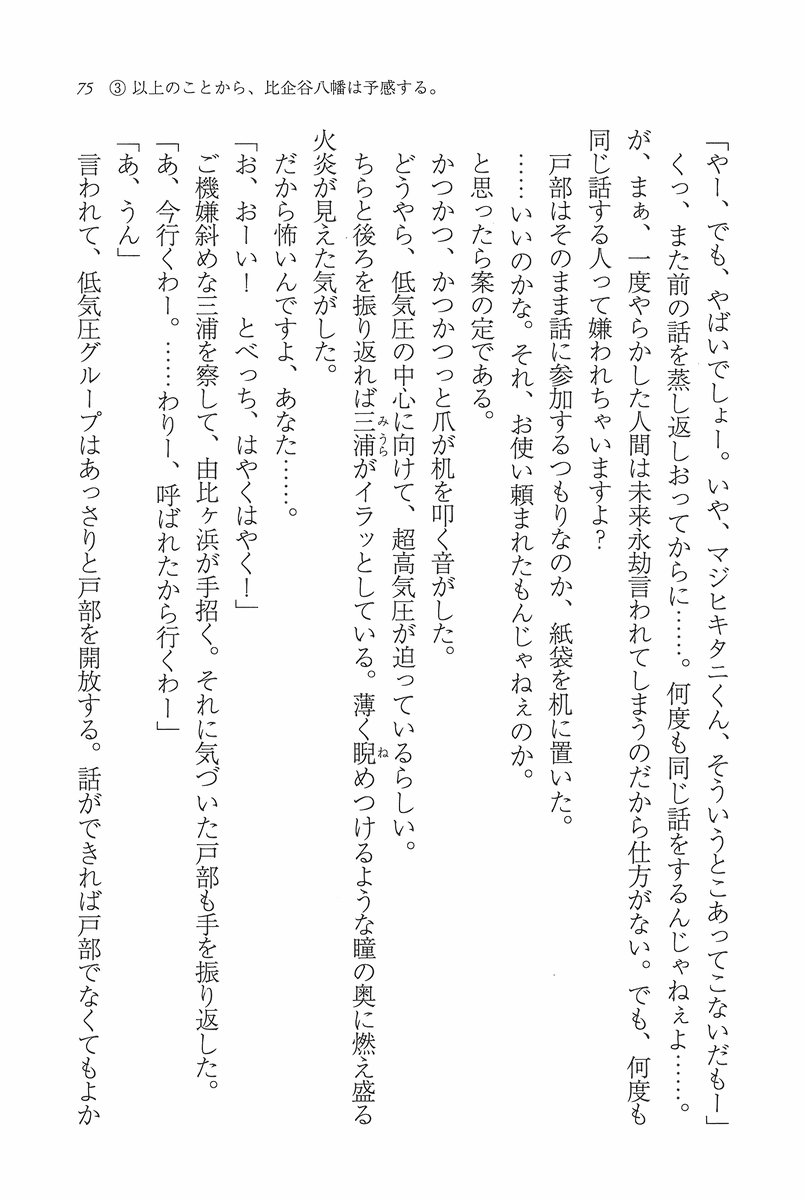 75　③ 以上のことから、比企谷八幡は予感する。
「やー、でも、やばいでしょー。いや、マジヒキタニくん、そういうとこあってこないだもー」
　くっ、また前の話を蒸し返しおってからに……。何度も同じ話をするんじゃねぇよ……。
が、まぁ、一度やらかした人間は未来永劫言われてしまうのだから仕方がない。でも、何度も
同じ話する人って嫌われちゃいますよ？
　戸部はそのまま話に参加するつもりなのか、紙袋を机に置いた。
　……いいのかな。それ、お使い頼まれたもんじゃねぇのか。
　と思ったら案の定である。
　かつかつ、かつかつっと爪が机を叩く音がした。
　どうやら、低気圧の中心に向けて、超高気圧が迫っているらしい。
　ちらと後ろを振り返れば三浦みうらがイラッとしている。薄く睨ねめつけるような瞳の奥に燃え盛る
火炎が見えた気がした。
　だから怖いんですよ、あなた……。
「お、おーい！　とべっち、はやくはやく！」
　ご機嫌斜めな三浦を察して、由比ヶ浜が手招く。それに気づいた戸部も手を振り返した。
「あ、今行くわー。……わりー、呼ばれたから行くわー」
「あ、うん」
　言われて、低気圧グループはあっさりと戸部を開放する。話ができれば戸部でなくてもよか